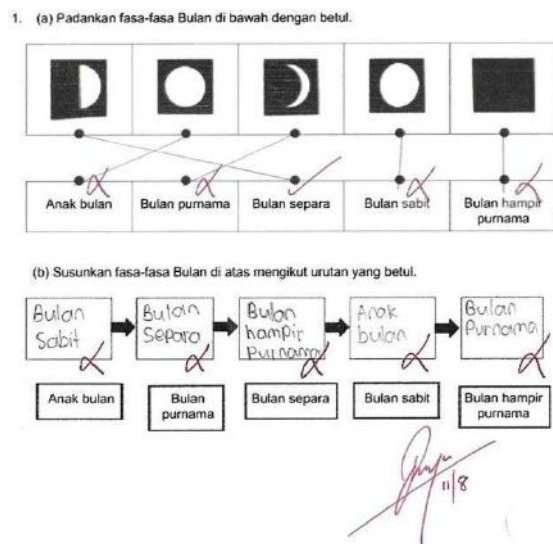 1. (a) Padankan fasa-fasa Bulan di bawah dengan betul.
Anak bulan
Bulan purnama
Bulan separa
Bulan sabit
Bulan hampir
purnama
(b) Susunkan fasa-fasa Bulan di atas mengikut urutan yang betul.
Bulan
Sabit
Bulan
Separa
Bulan
hampir
Purnama
Anak
bulan
Bulan
Purnama
Anak bulan
Bulan
purnama
Bulan separa
Bulan sabit
Bulan hampir
purnama
11/8